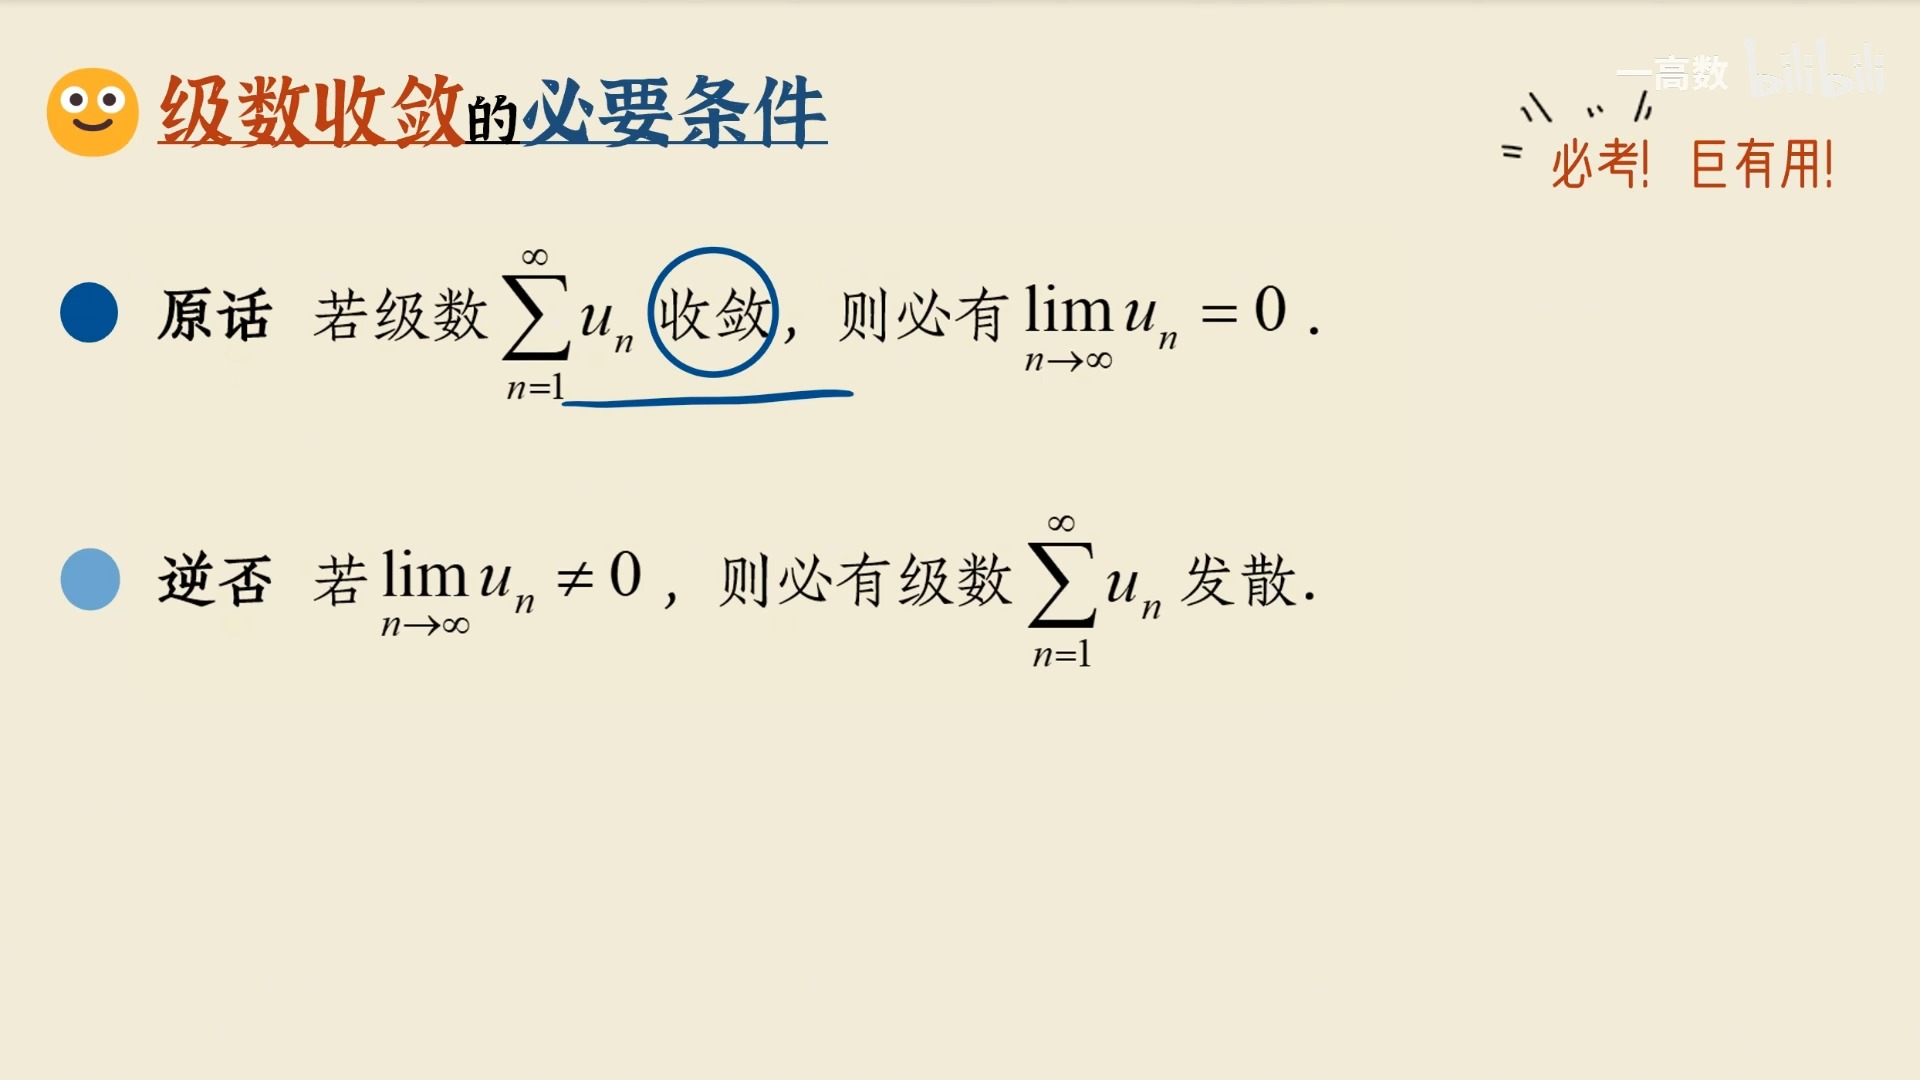 级数收敛的必要条件
一高数 bilibili
必考! 巨有用!
原话 若级数 $\sum_{n=1}^{\infty} u_n$ 收敛，则必有 $\lim_{n\to\infty} u_n = 0$ .
逆否 若 $\lim_{n\to\infty} u_n \neq 0$ ，则必有级数 $\sum_{n=1}^{\infty} u_n$ 发散.